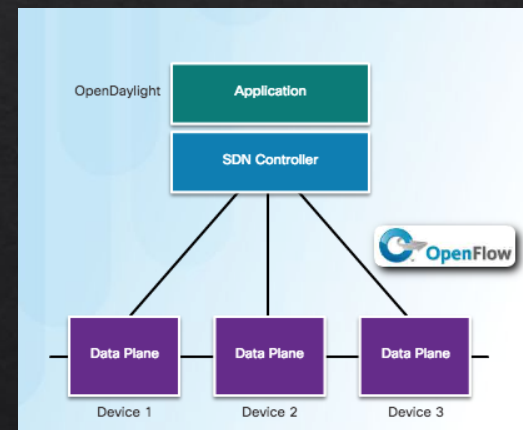 OpenDaylight
Application
SDN Controller
OpenFlow
Data Plane
Data Plane
Data Plane
Device 1
Device 2
Device 3